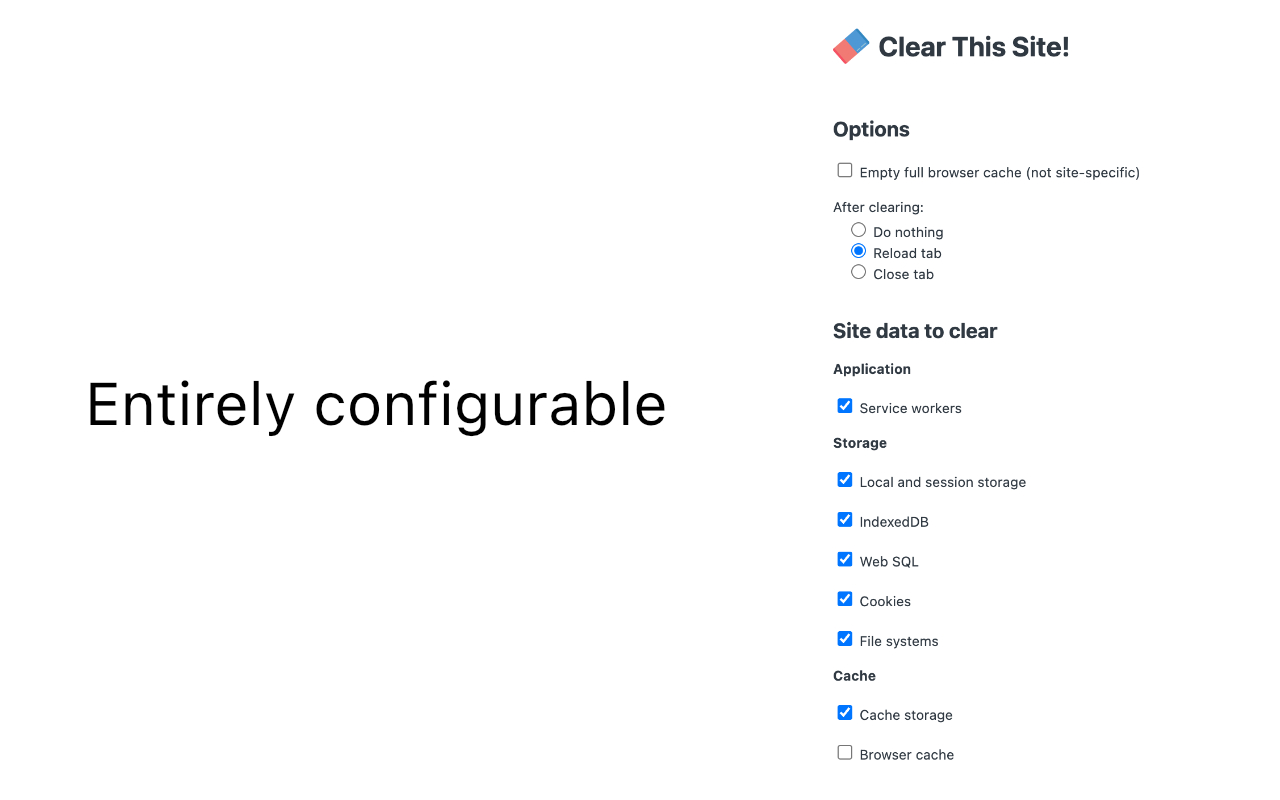 Entirely configurable
Clear This Site!
Options
Empty full browser cache (not site-specific)
After clearing:
Do nothing
Reload tab
Close tab
Site data to clear
Application
Service workers
Storage
Local and session storage
IndexedDB
Web SQL
Cookies
File systems
Cache
Cache storage
Browser cache